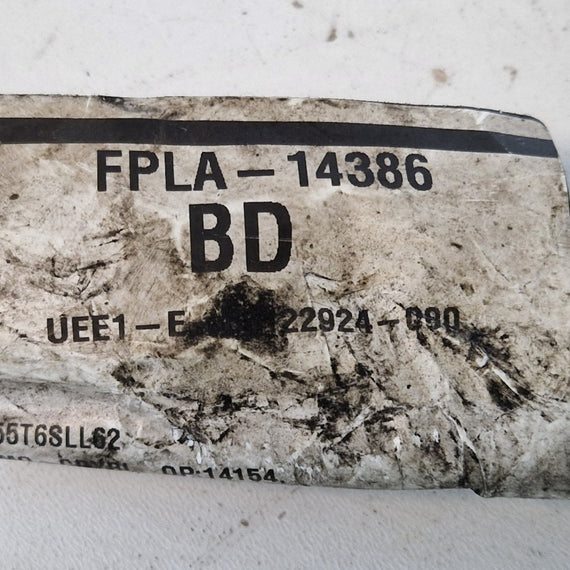 FPLA-14386
BD
UEE1-E 22924-090
55T6SLL62
OP:14154